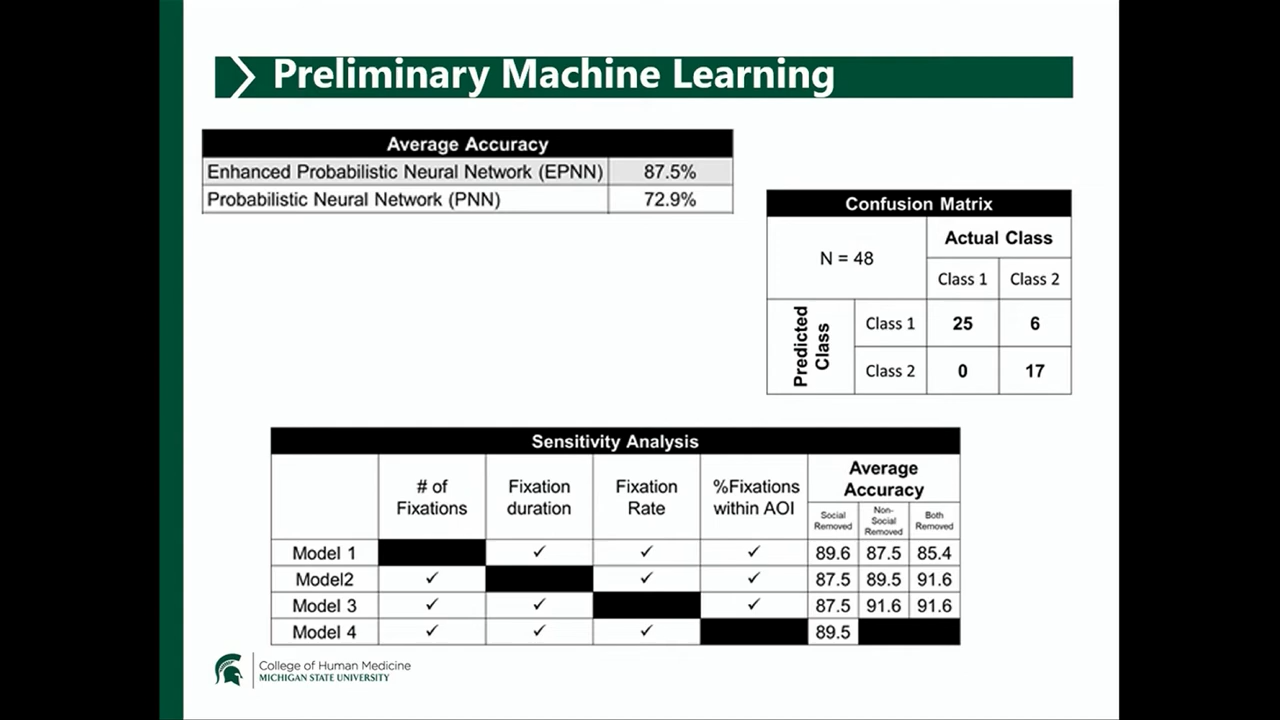 Preliminary Machine Learning
Average Accuracy
Enhanced Probabilistic Neural Network (EPNN) 87.5%
Probabilistic Neural Network (PNN) 72.9%
Confusion Matrix
N = 48
Actual Class
Class 1 Class 2
Predicted Class
Class 1 25 6
Class 2 0 17
Sensitivity Analysis
# of Fixations
Fixation duration
Fixation Rate
%Fixations within AOI
Average Accuracy
Social Removed
Non-Social Removed
Both Removed
Model 1 ✓ ✓ ✓ 89.6 87.5 85.4
Model2 ✓ ✓ ✓ 87.5 89.5 91.6
Model 3 ✓ ✓ ✓ 87.5 91.6 91.6
Model 4 ✓ ✓ ✓ 89.5
College of Human Medicine
MICHIGAN STATE UNIVERSITY